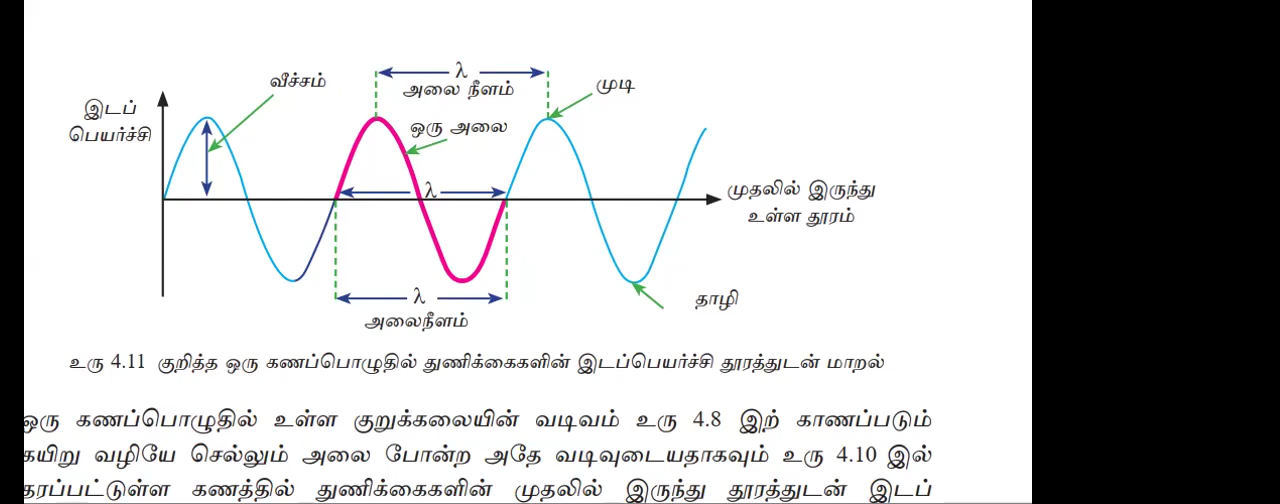 வீச்சம்
λ
அலை நீளம்
முடி
இடப்
பெயர்ச்சி
ஒரு அலை
λ
முதலில் இருந்து
உள்ள தூரம்
λ
அலைநீளம்
தாழி
உரு 4.11 குறித்த ஒரு கணப்பொழுதில் துணிக்கைகளின் இடப்பெயர்ச்சி தூரத்துடன் மாறல்
ஒரு கணப்பொழுதில் உள்ள குறுக்கலையின் வடிவம் உரு 4.8 இற் காணப்படும்
கயிறு வழியே செல்லும் அலை போன்ற அதே வடிவுடையதாகவும் உரு 4.10 இல்
தரப்பட்டுள்ள கணத்தில் துணிக்கைகளின் முதலில் இருந்து தூரத்துடன் இடப்